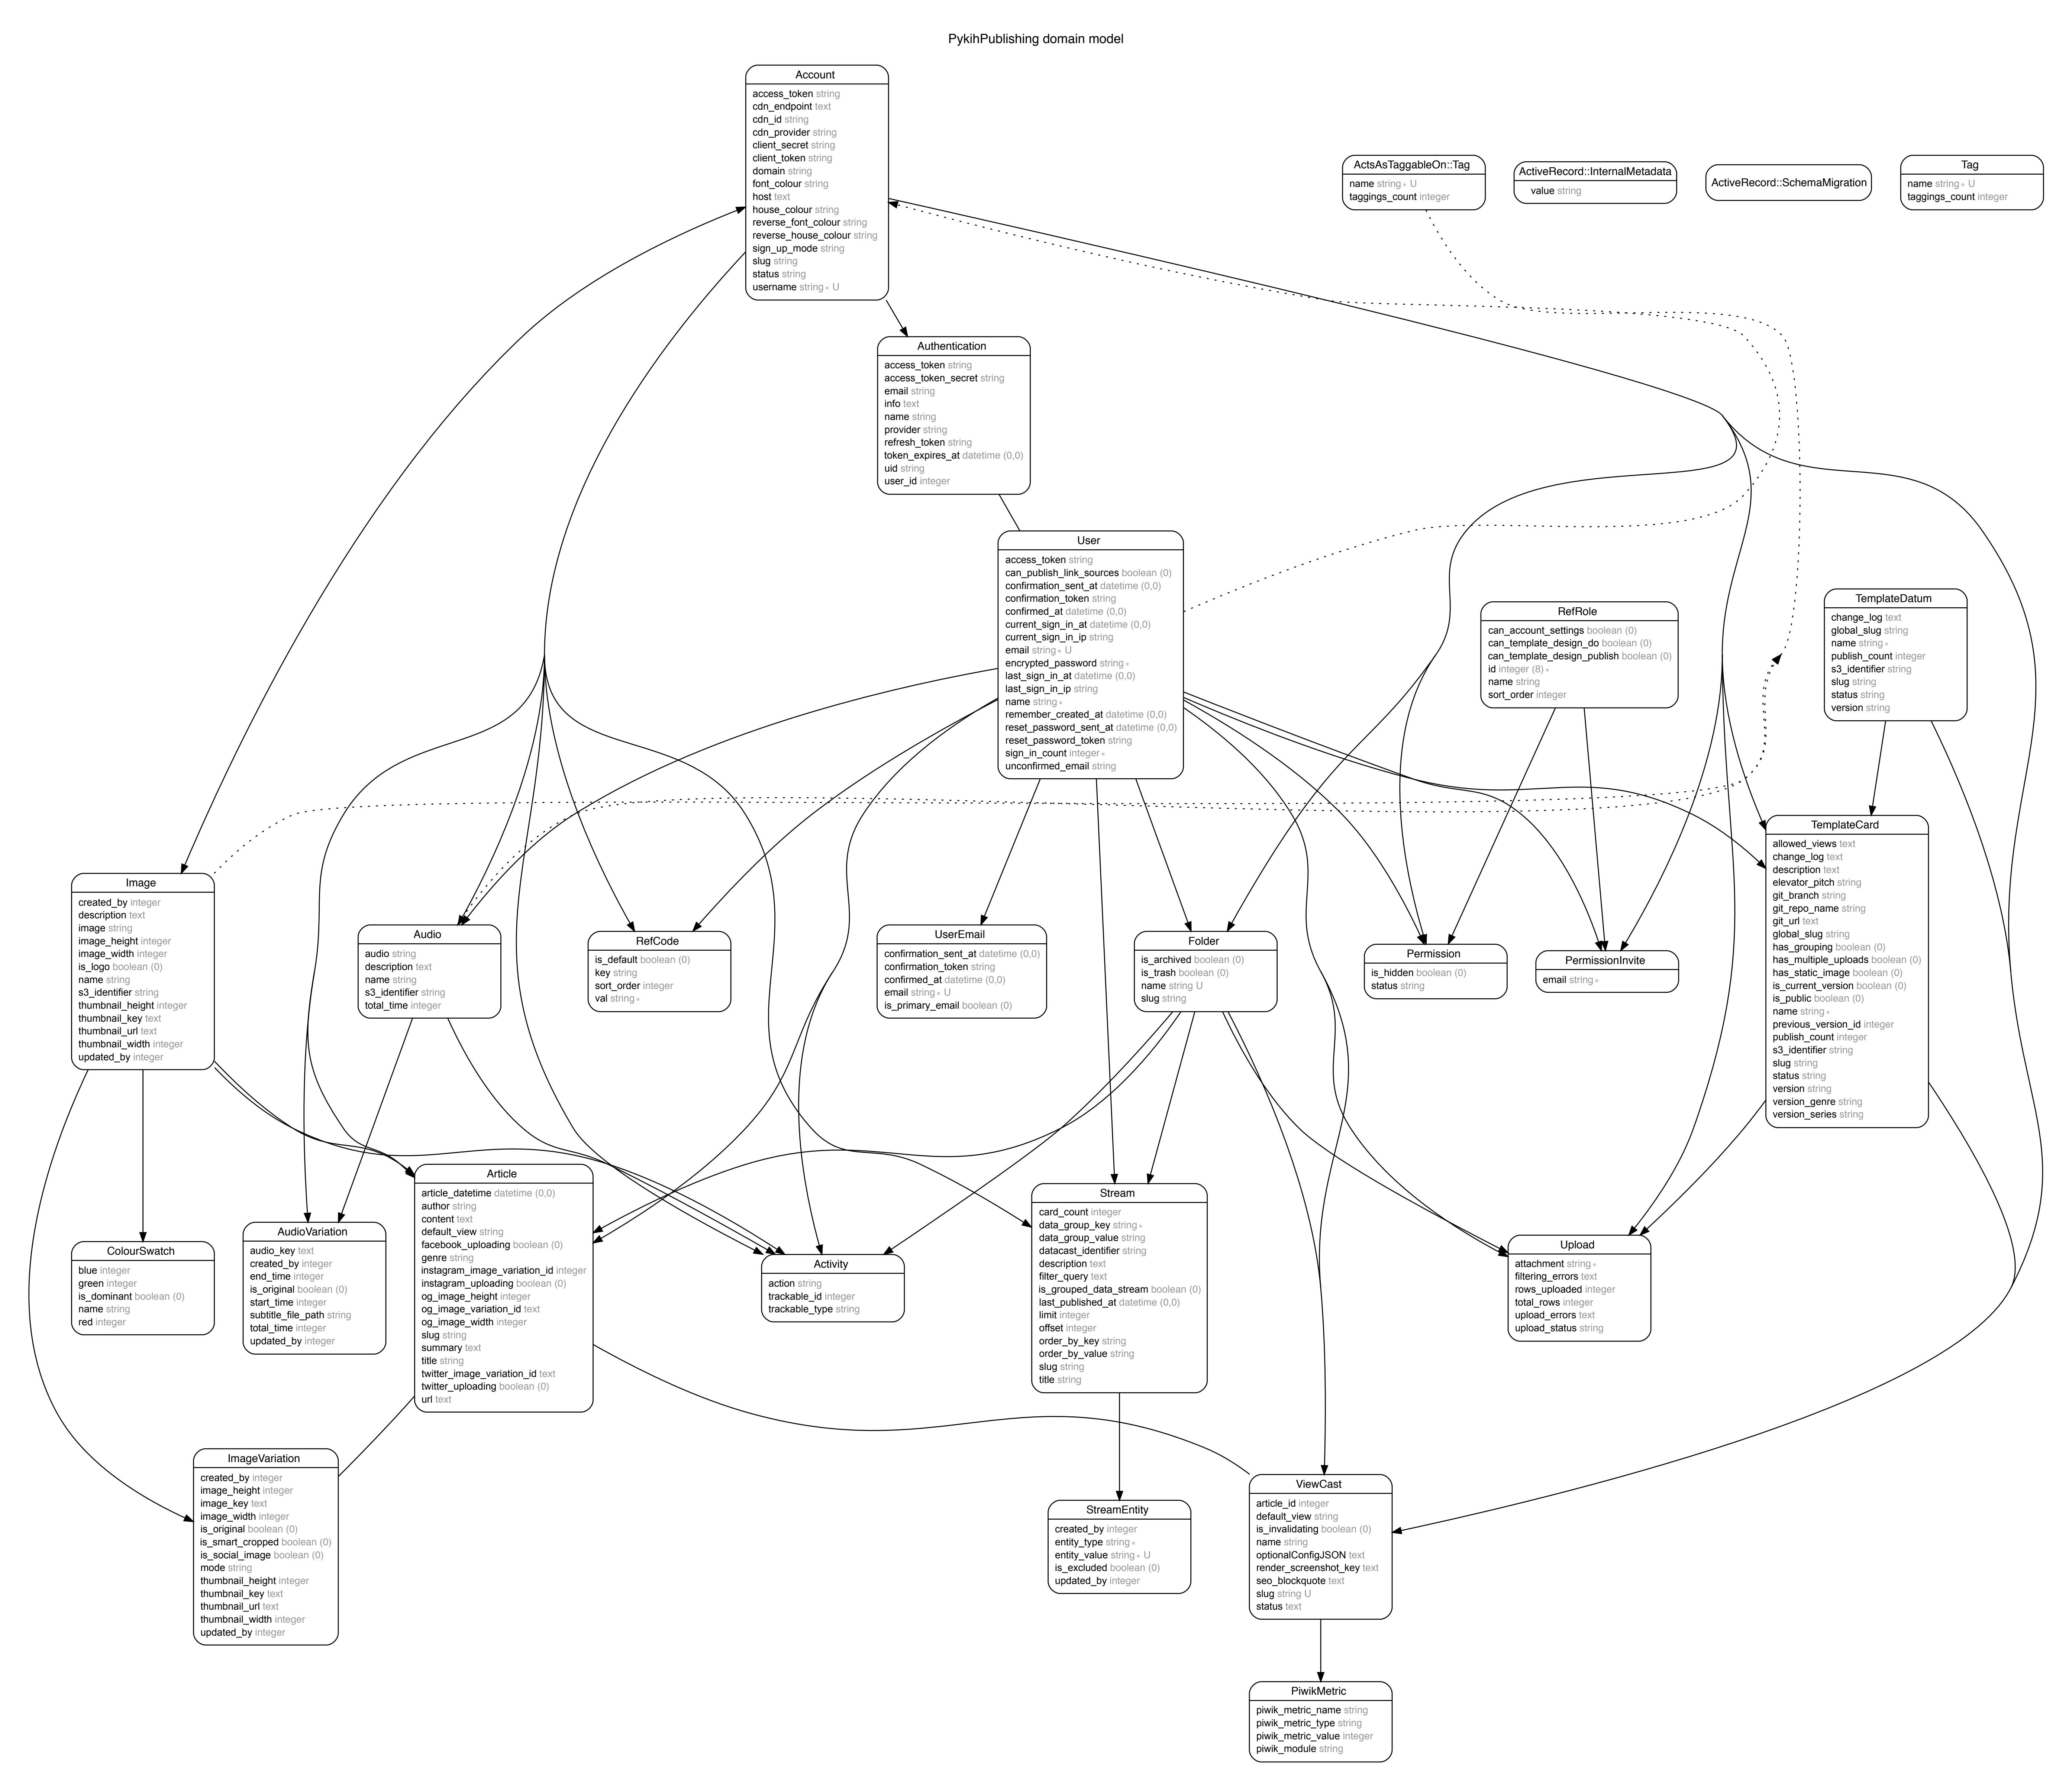 PykihPublishing domain model
Account
access_token string
cdn_endpoint text
cdn_id string
cdn_provider string
client_secret string
client_token string
domain string
font_colour string
host text
house_colour string
reverse_font_colour string
reverse_house_colour string
sign_up_mode string
slug string
status string
username string∗ U
ActsAsTaggableOn::Tag
name string∗ U
taggings_count integer
ActiveRecord::InternalMetadata
value string
ActiveRecord::SchemaMigration
Tag
name string∗ U
taggings_count integer
Authentication
access_token string
access_token_secret string
email string
info text
name string
provider string
refresh_token string
token_expires_at datetime (0,0)
uid string
user_id integer
User
access_token string
can_publish_link_sources boolean (0)
confirmation_sent_at datetime (0,0)
confirmation_token string
confirmed_at datetime (0,0)
current_sign_in_at datetime (0,0)
current_sign_in_ip string
email string∗ U
encrypted_password string∗
last_sign_in_at datetime (0,0)
last_sign_in_ip string
name string∗
remember_created_at datetime (0,0)
reset_password_sent_at datetime (0,0)
reset_password_token string
sign_in_count integer∗
unconfirmed_email string
RefRole
can_account_settings boolean (0)
can_template_design_do boolean (0)
can_template_design_publish boolean (0)
id integer (8)∗
name string
sort_order integer
TemplateDatum
change_log text
global_slug string
name string∗
publish_count integer
s3_identifier string
slug string
status string
version string
TemplateCard
allowed_views text
change_log text
description text
elevator_pitch string
git_branch string
git_repo_name string
git_url text
global_slug string
has_grouping boolean (0)
has_multiple_uploads boolean (0)
has_static_image boolean (0)
is_current_version boolean (0)
is_public boolean (0)
name string∗
previous_version_id integer
publish_count integer
s3_identifier string
slug string
status string
version string
version_genre string
version_series string
Image
created_by integer
description text
image string
image_height integer
image_width integer
is_logo boolean (0)
name string
s3_identifier string
thumbnail_height integer
thumbnail_key text
thumbnail_url text
thumbnail_width integer
updated_by integer
Audio
audio string
description text
name string
s3_identifier string
total_time integer
RefCode
is_default boolean (0)
key string
sort_order integer
val string∗
UserEmail
confirmation_sent_at datetime (0,0)
confirmation_token string
confirmed_at datetime (0,0)
email string∗ U
is_primary_email boolean (0)
Folder
is_archived boolean (0)
is_trash boolean (0)
name string U
slug string
Permission
is_hidden boolean (0)
status string
PermissionInvite
email string∗
ColourSwatch
blue integer
green integer
is_dominant boolean (0)
name string
red integer
AudioVariation
audio_key text
created_by integer
end_time integer
is_original boolean (0)
start_time integer
subtitle_file_path string
total_time integer
updated_by integer
Article
article_datetime datetime (0,0)
author string
content text
default_view string
facebook_uploading boolean (0)
genre string
instagram_image_variation_id integer
instagram_uploading boolean (0)
og_image_height integer
og_image_variation_id text
og_image_width integer
slug string
summary text
title string
twitter_image_variation_id text
twitter_uploading boolean (0)
url text
Activity
action string
trackable_id integer
trackable_type string
Stream
card_count integer
data_group_key string∗
data_group_value string
datacast_identifier string
description text
filter_query text
is_grouped_data_stream boolean (0)
last_published_at datetime (0,0)
limit integer
offset integer
order_by_key string
order_by_value string
slug string
title string
Upload
attachment string∗
filtering_errors text
rows_uploaded integer
total_rows integer
upload_errors text
upload_status string
ImageVariation
created_by integer
image_height integer
image_key text
image_width integer
is_original boolean (0)
is_smart_cropped boolean (0)
is_social_image boolean (0)
mode string
thumbnail_height integer
thumbnail_key text
thumbnail_url text
thumbnail_width integer
updated_by integer
StreamEntity
created_by integer
entity_type string∗
entity_value string∗ U
is_excluded boolean (0)
updated_by integer
ViewCast
article_id integer
default_view string
is_invalidating boolean (0)
name string
optionalConfigJSON text
render_screenshot_key text
seo_blockquote text
slug string U
status text
PiwikMetric
piwik_metric_name string
piwik_metric_type string
piwik_metric_value integer
piwik_module string